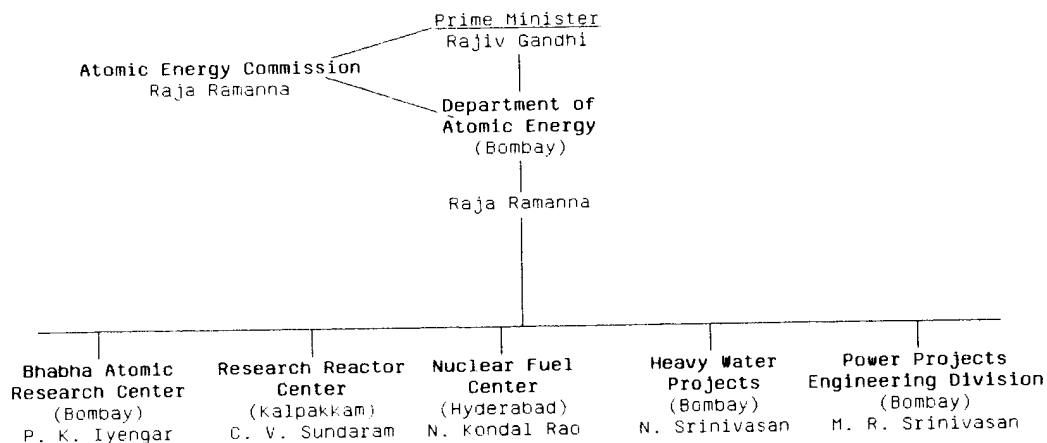 Prime Minister
Rajiv Gandhi
Atomic Energy Commission
Raja Ramanna
Department of
Atomic Energy
(Bombay)
Raja Ramanna
Bhabha Atomic
Research Center
(Bombay)
P. K. Iyengar
Research Reactor
Center
(Kalpakkam)
C. V. Sundaram
Nuclear Fuel
Center
(Hyderabad)
N. Kondal Rao
Heavy Water
Projects
(Bombay)
N. Srinivasan
Power Projects
Engineering Division
(Bombay)
M. R. Srinivasan